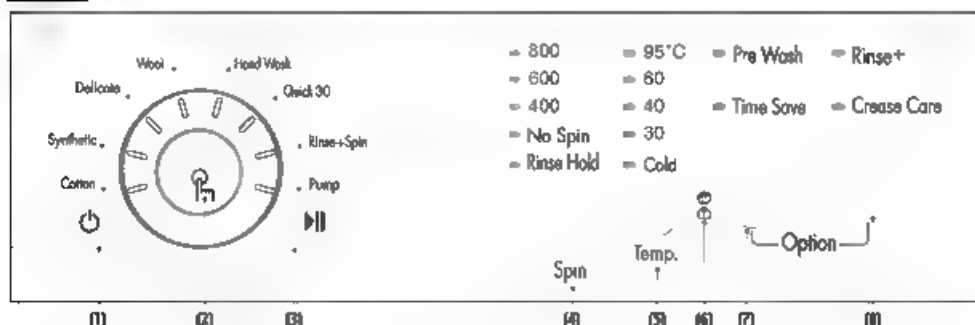 Wool
Hand Wash
Delicate
Quick 30
Synthetic
Rinse+Spin
Cotton
Pump
800
600
400
No Spin
Rinse Hold
95°C
60
40
30
Cold
Pre Wash
Rinse+
Time Save
Crease Care
Spin
Temp.
Option
(1)
(2)
(3)
(4)
(5)
(6)
(7)
(8)